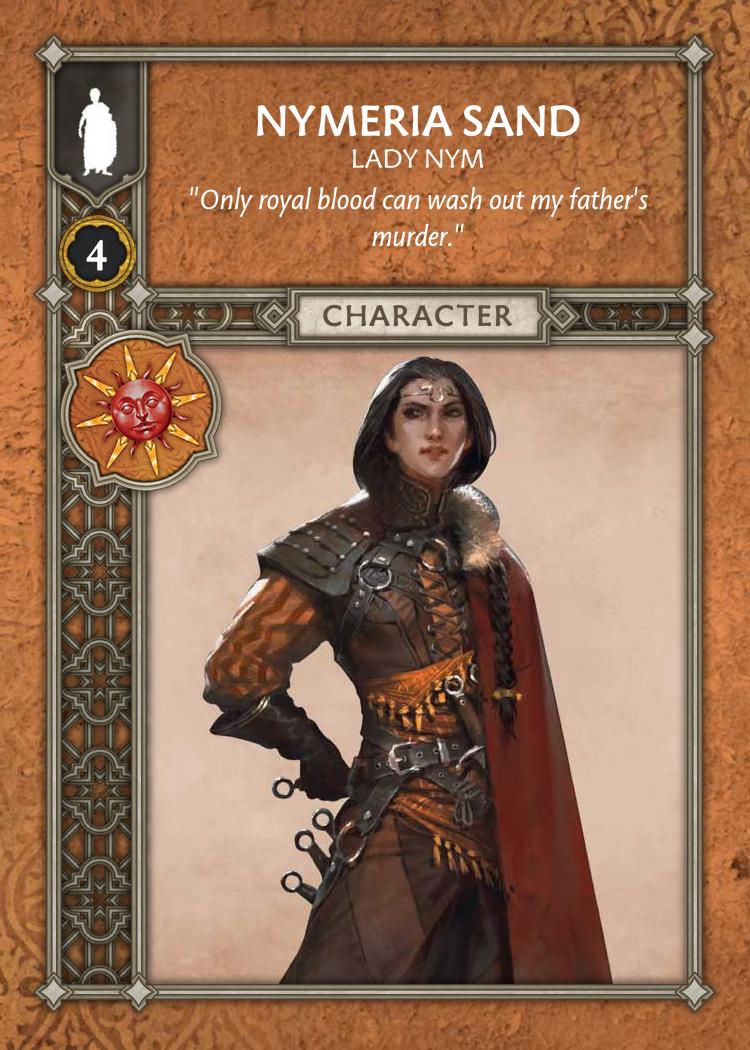 NYMERIA SAND
LADY NYM
"Only royal blood can wash out my father's
murder."
4
CHARACTER